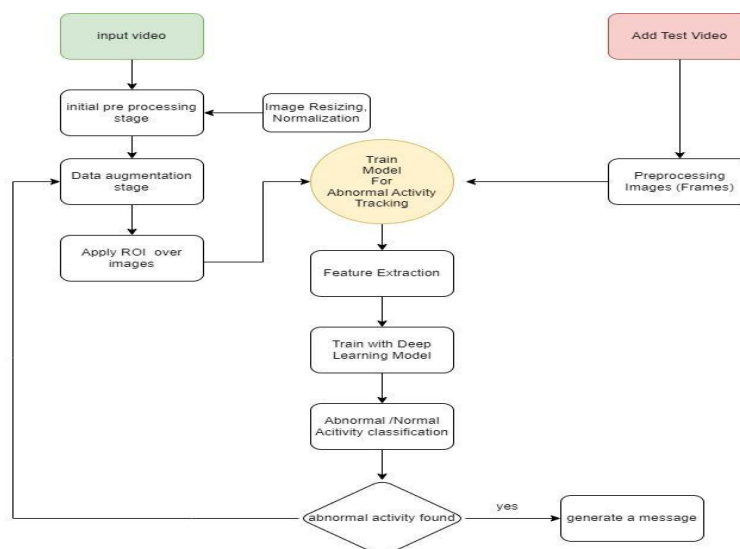 input video
Add Test Video
initial pre processing
stage
Image Resizing,
Normalization
Train
Model
For
Abnormal Activity
Tracking
Data augmentation
stage
Preprocessing
Images (Frames)
Apply ROI over
images
Feature Extraction
Train with Deep
Learning Model
Abnormal /Normal
Acitivity classification
abnormal activity found
yes
generate a message